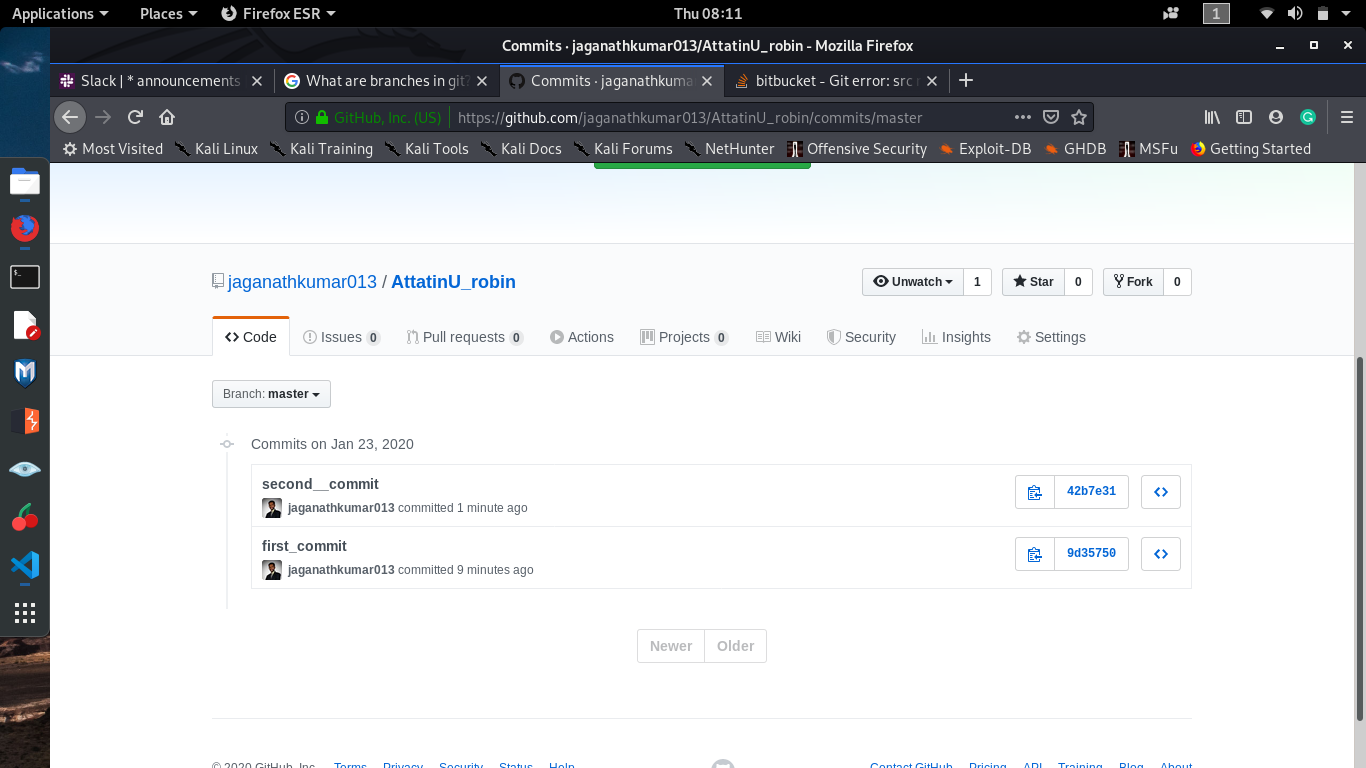 Applications Places Firefox ESR Thu 08:11 1
Commits · jaganathkumar013/AttatinU_robin - Mozilla Firefox
Slack | * announcements What are branches in git? Commits · jaganathkumar bitbucket - Git error: src r
GitHub, Inc. (US) https://github.com/jaganathkumar013/AttatinU_robin/commits/master
Most Visited Kali Linux Kali Training Kali Tools Kali Docs Kali Forums NetHunter Offensive Security Exploit-DB GHDB MSFu Getting Started
jaganathkumar013 / AttatinU_robin Unwatch 1 Star 0 Fork 0
Code Issues 0 Pull requests 0 Actions Projects 0 Wiki Security Insights Settings
Branch: master
Commits on Jan 23, 2020
second__commit
jaganathkumar013 committed 1 minute ago
42b7e31
first_commit
jaganathkumar013 committed 9 minutes ago
9d35750
Newer Older
© 2020 GitHub, Inc. Terms Privacy Security Status Help Contact GitHub Pricing API Training Blog About